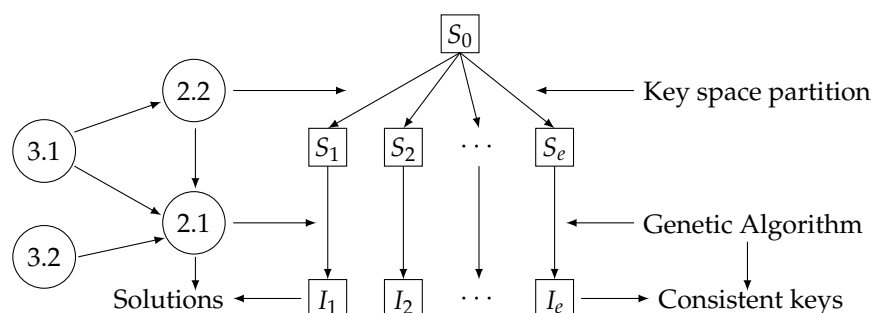 S0
2.2 Key space partition
3.1 S1 S2 ··· Se
2.1 Genetic Algorithm
3.2
Solutions I1 I2 ··· Ie Consistent keys